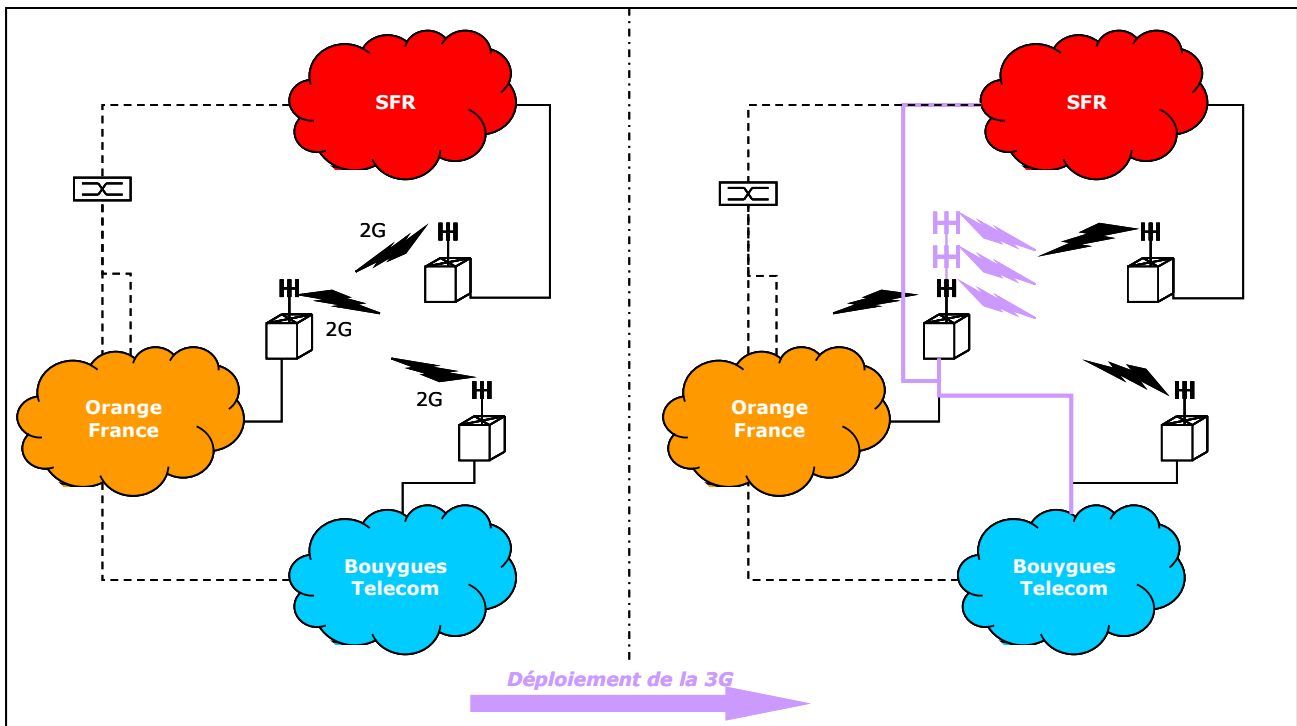 SFR
2G
2G
Orange
France
2G
Bouygues
Telecom
SFR
Orange
France
Bouygues
Telecom
Déploiement de la 3G